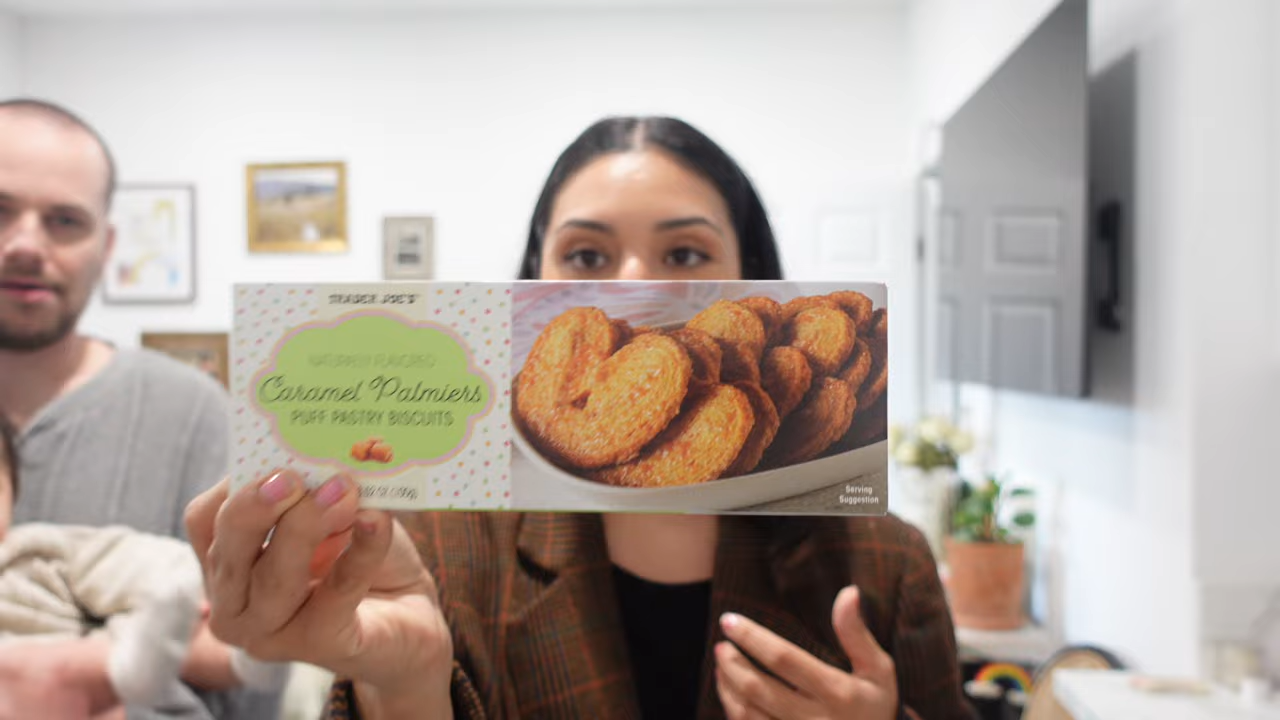 TRADER JOE'S
NATURALLY FLAVORED
Caramel Palmiers
PUFF PASTRY BISCUITS
Serving
Suggestion